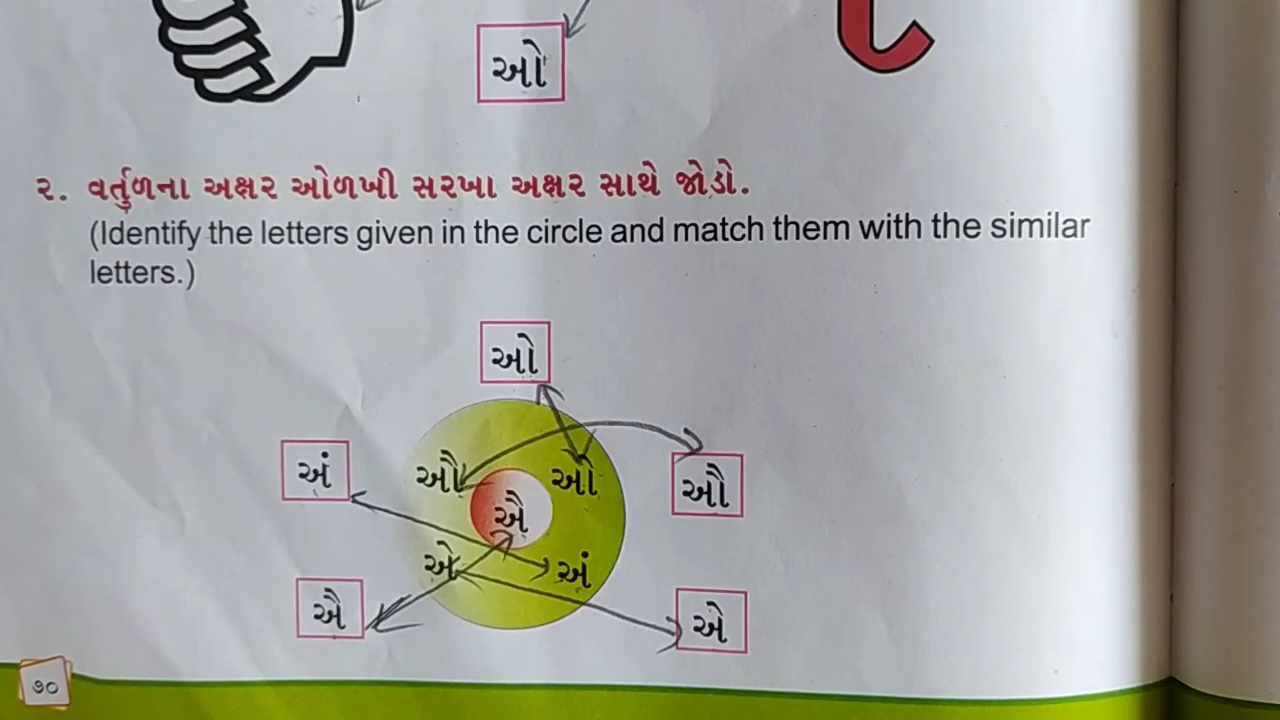 ઓ
૨. વર્તુળના અક્ષર ઓળખી સરખા અક્ષર સાથે જોડો.
(Identify the letters given in the circle and match them with the similar
letters.)
ઓ
અં ઔ ઓ ઔ
ઐ
એ અં
ઐ એ
૭૦